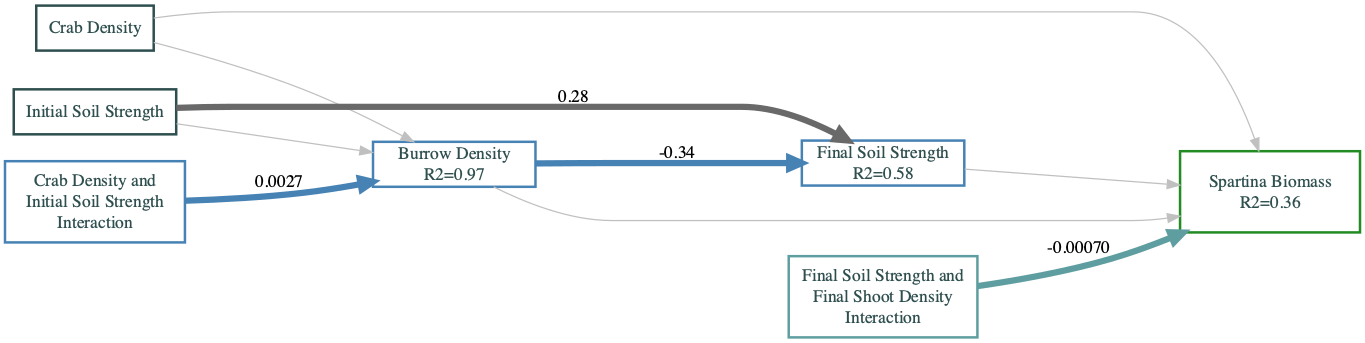 Crab Density
Initial Soil Strength
0.28
Crab Density and
Initial Soil Strength
Interaction
0.0027
Burrow Density
R2=0.97
-0.34
Final Soil Strength
R2=0.58
Spartina Biomass
R2=0.36
-0.00070
Final Soil Strength and
Final Shoot Density
Interaction